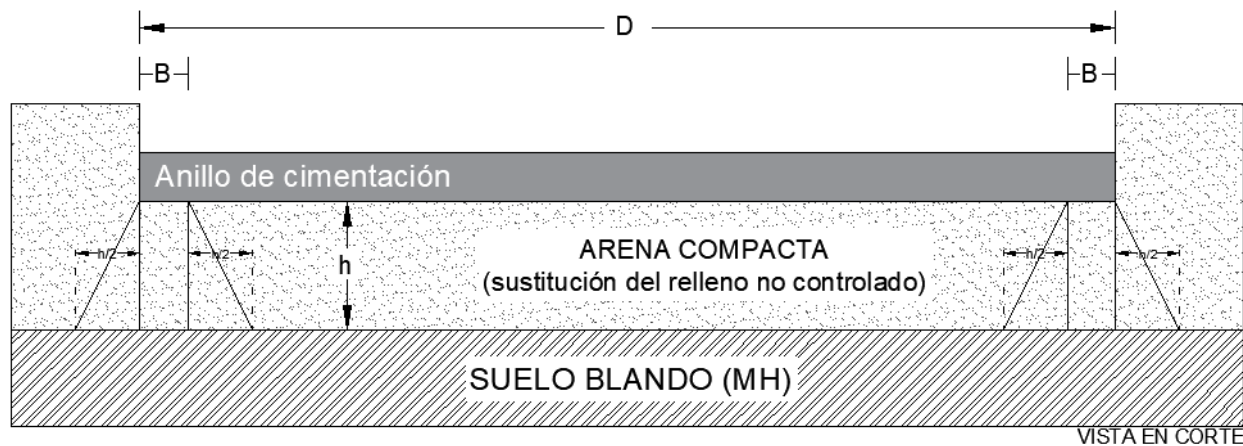 D
B
B
Anillo de cimentación
h/2
h/2
h
ARENA COMPACTA
(sustitución del relleno no controlado)
h/2
h/2
SUELO BLANDO (MH)
VISTA EN CORTE